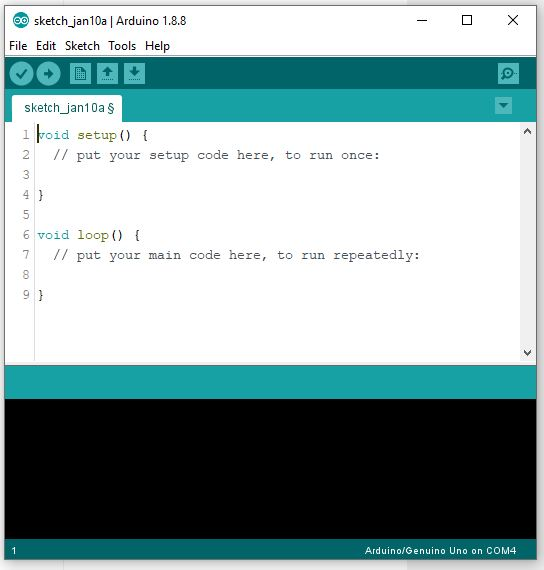 sketch_jan10a | Arduino 1.8.8
File Edit Sketch Tools Help
sketch_jan10a §
1 void setup() {
2 // put your setup code here, to run once:
3
4 }
5
6 void loop() {
7 // put your main code here, to run repeatedly:
8
9 }
1 Arduino/Genuino Uno on COM4